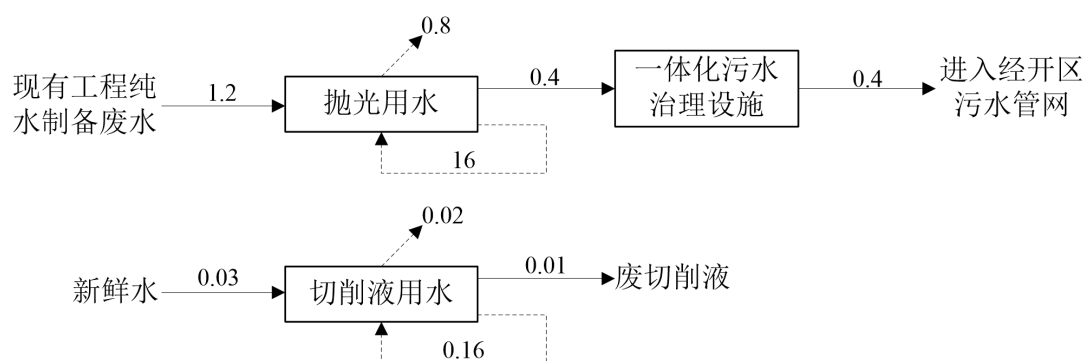 0.8
现有工程纯
水制备废水
1.2
抛光用水
0.4
一体化污水
治理设施
0.4
进入经开区
污水管网
16
0.02
新鲜水
0.03
切削液用水
0.01
废切削液
0.16